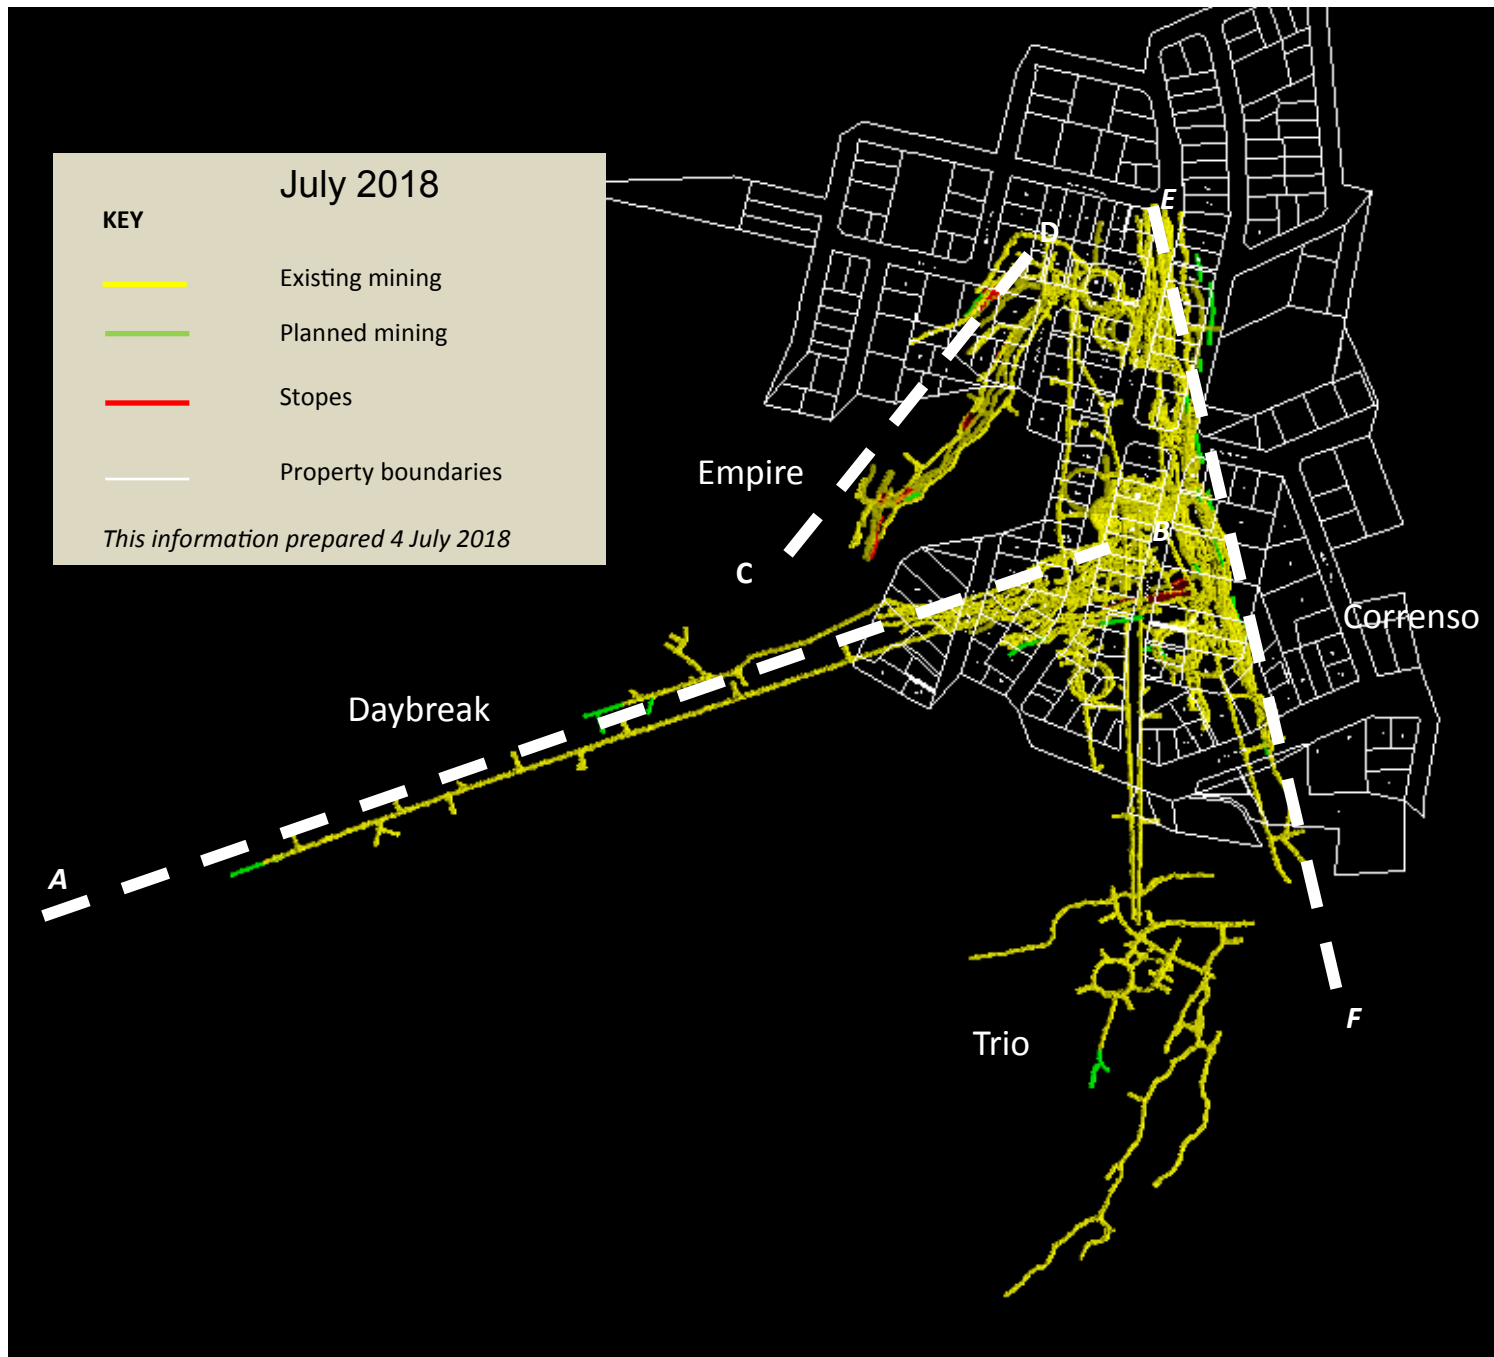 July 2018
KEY
Existing mining
Planned mining
Stopes
Property boundaries
This information prepared 4 July 2018
E
D
Empire
B
C
Correnso
Daybreak
A
F
Trio